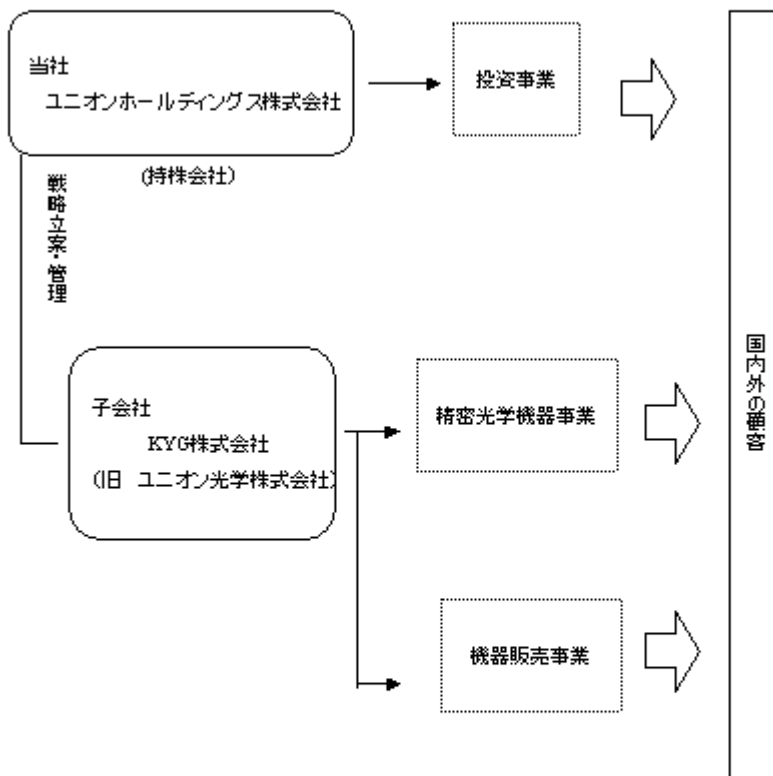 当社
ユニオンホールディングス株式会社
投資事業
(持株会社)
戦略立案・管理
子会社
KYG株式会社
(旧 ユニオン光学株式会社)
精密光学機器事業
機器販売事業
国内外の顧客